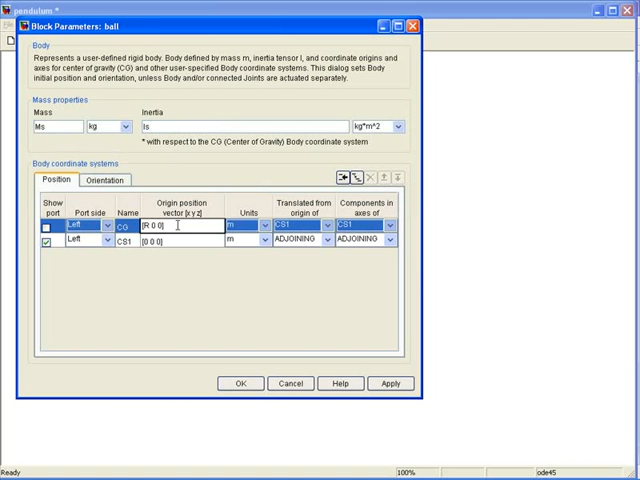 pendulum *
Block Parameters: ball
Body
Represents a user-defined rigid body. Body defined by mass m, inertia tensor I, and coordinate origins and
axes for center of gravity (CG) and other user-specified Body coordinate systems. This dialog sets Body
initial position and orientation, unless Body and/or connected Joints are actuated separately.
Mass properties
Mass Inertia
Ms kg Is kg*m^2
* with respect to the CG (Center of Gravity) Body coordinate system
Body coordinate systems
Position Orientation
Show port Port side Name Origin position vector [x y z] Units Translated from origin of Components in axes of
Left CG [R 0 0] m CS1 CS1
Left CS1 [0 0 0] m ADJOINING ADJOINING
OK Cancel Help Apply
Ready 100% ode45